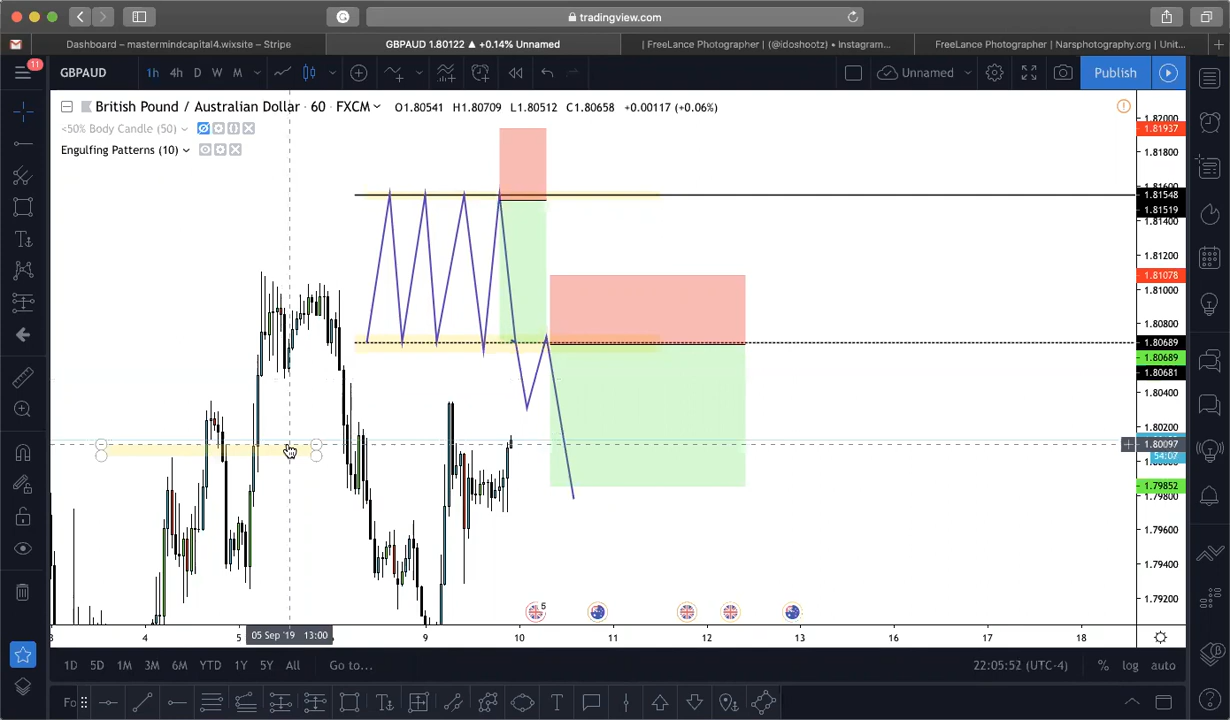 tradingview.com
Dashboard – mastermindcapital4.wixsite – Stripe
GBPAUD 1.80122 ▲ +0.14% Unnamed
| FreeLance Photographer | (@idoshootz) • Instagram...
FreeLance Photographer | Narsphotography.org | Unit...
11
GBPAUD
1h 4h D W M
Unnamed
Publish
British Pound / Australian Dollar · 60 · FXCM
O1.80541 H1.80709 L1.80512 C1.80658 +0.00117 (+0.06%)
<50% Body Candle (50)
Engulfing Patterns (10)
1.82000
1.81937
1.81800
1.81548
1.81519
1.81400
1.81200
1.81078
1.81000
1.80800
1.80689
1.80689
1.80681
1.80400
1.80200
1.80097
54:07
1.79852
1.79800
1.79600
1.79400
1.79200
5
4 5 9 10 11 12 13 16 17 18
05 Sep '19 13:00
1D 5D 1M 3M 6M YTD 1Y 5Y All Go to...
22:05:52 (UTC-4) % log auto
Fo